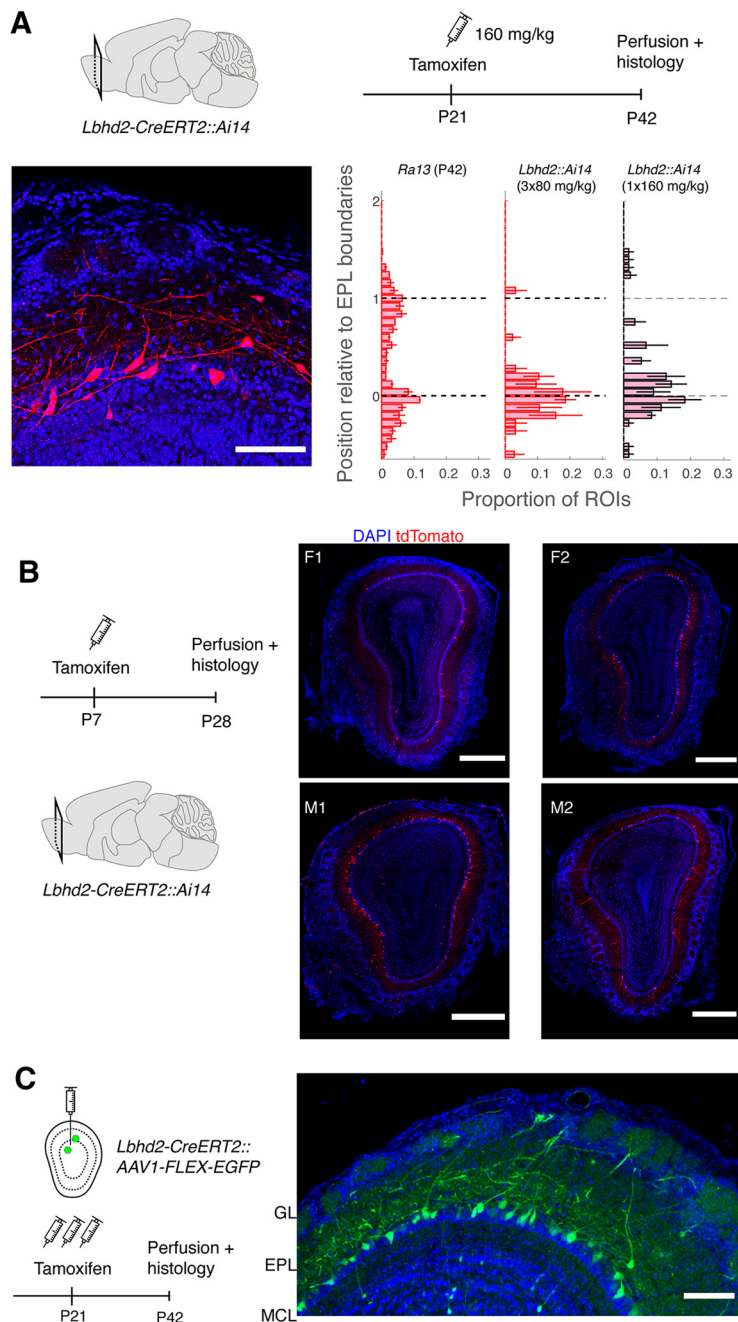 A
160 mg/kg
Tamoxifen
Perfusion +
histology
P21
P42
Lbhd2-CreERT2::Ai14
Ra13 (P42)
Lbhd2::Ai14
(3x80 mg/kg)
Lbhd2::Ai14
(1x160 mg/kg)
Position relative to EPL boundaries
2
1
0
0 0.1 0.2 0.3
0 0.1 0.2 0.3
0 0.1 0.2 0.3
Proportion of ROIs
B
DAPI tdTomato
F1
F2
Tamoxifen
Perfusion +
histology
P7
P28
M1
M2
Lbhd2-CreERT2::Ai14
C
Lbhd2-CreERT2::
AAV1-FLEX-EGFP
Tamoxifen
Perfusion +
histology
P21
P42
GL
EPL
MCL